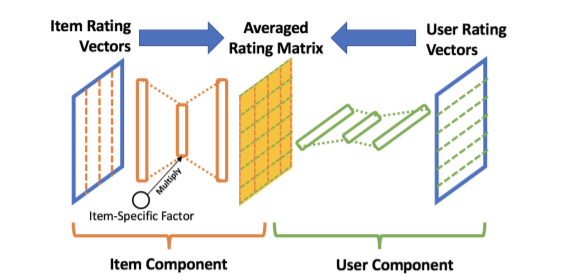 Item Rating
Vectors
Averaged
Rating Matrix
User Rating
Vectors
Multiply
Item-Specific Factor
Item Component
User Component